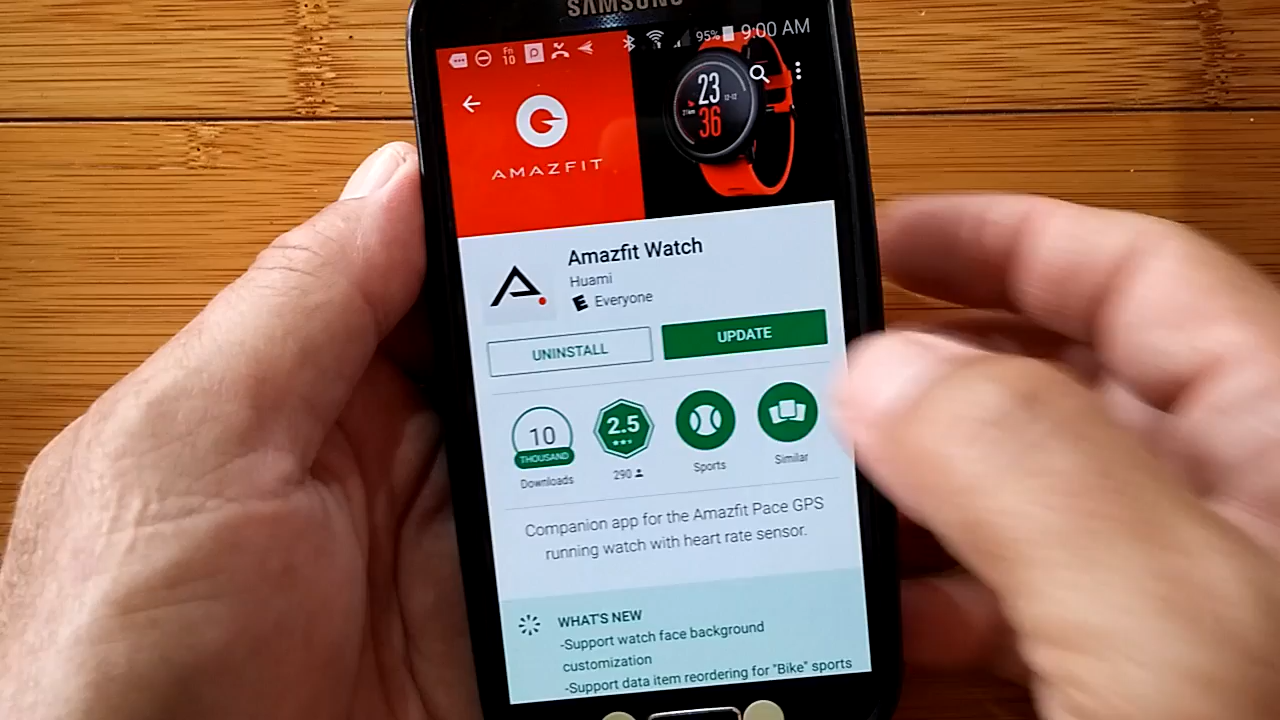 SAMSUNG
Fri
10
95% 9:00 AM
AMAZFIT
23
36
12-12
Amazfit Watch
Huami
E Everyone
UNINSTALL
UPDATE
10
THOUSAND
Downloads
2.5
290
Sports
Similar
Companion app for the Amazfit Pace GPS
running watch with heart rate sensor.
WHAT'S NEW
-Support watch face background
customization
-Support data item reordering for "Bike" sports